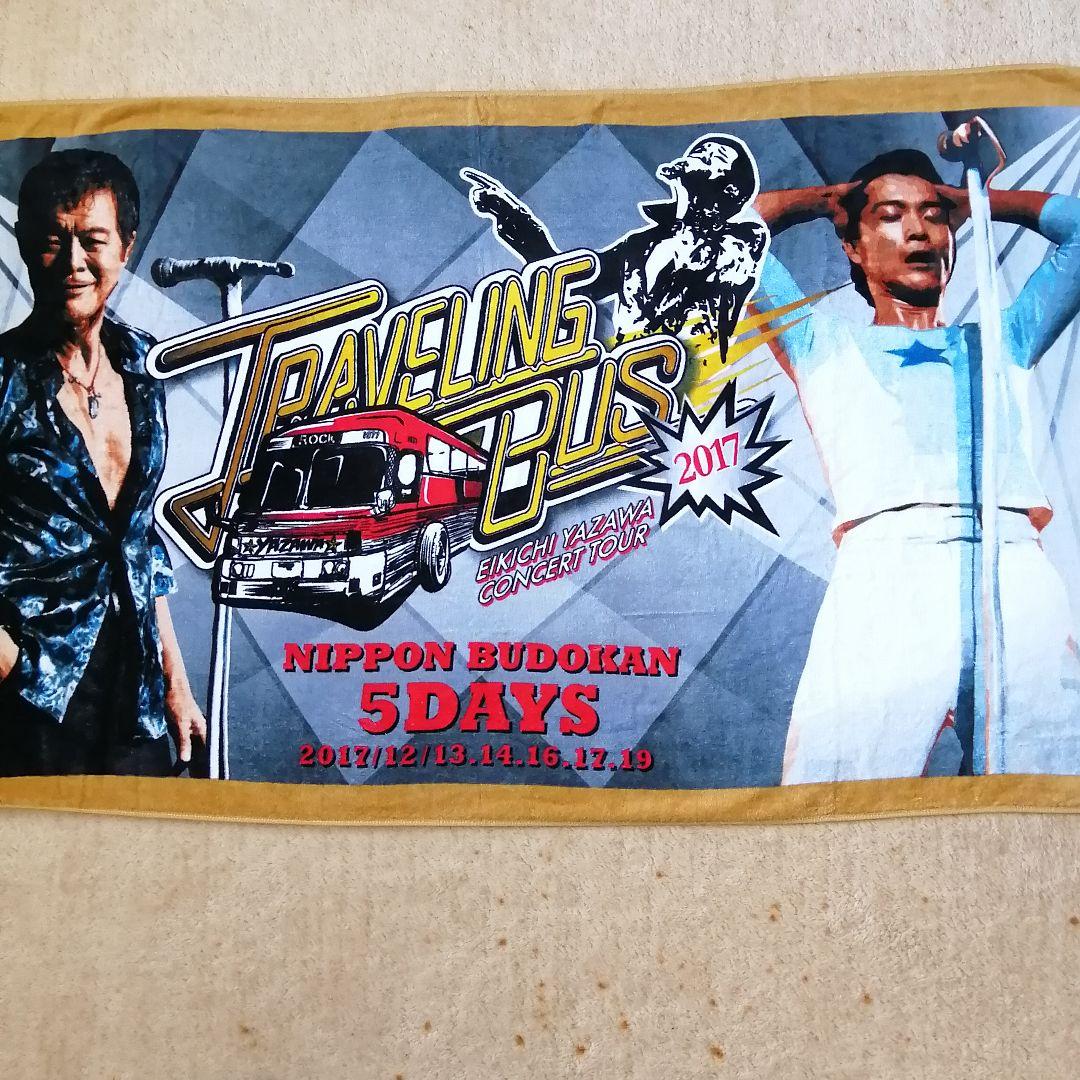 TRAVELING
BUS
2017
ROCK
☆YAZAWA☆
EIKICHI YAZAWA
CONCERT TOUR
NIPPON BUDOKAN
5DAYS
2017/12/13.14.16.17.19